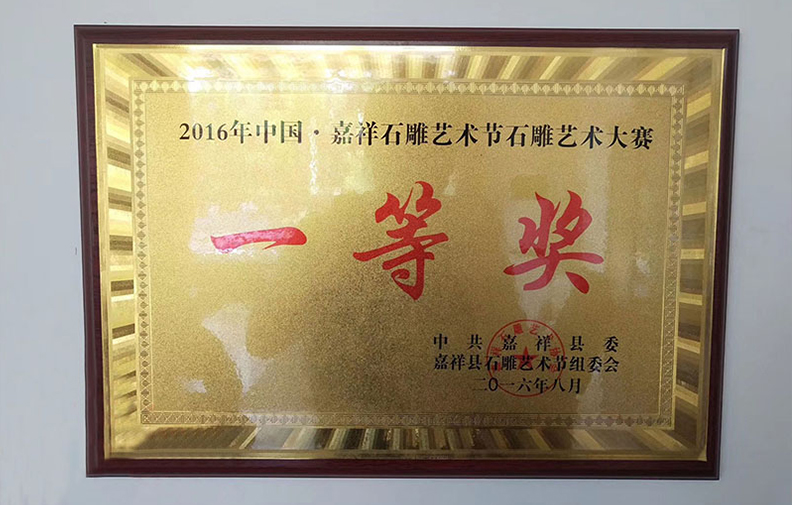 2016年中国·嘉祥石雕艺术节石雕艺术大赛
一等奖
中共嘉祥县委
嘉祥县石雕艺术节组委会
二〇一六年八月